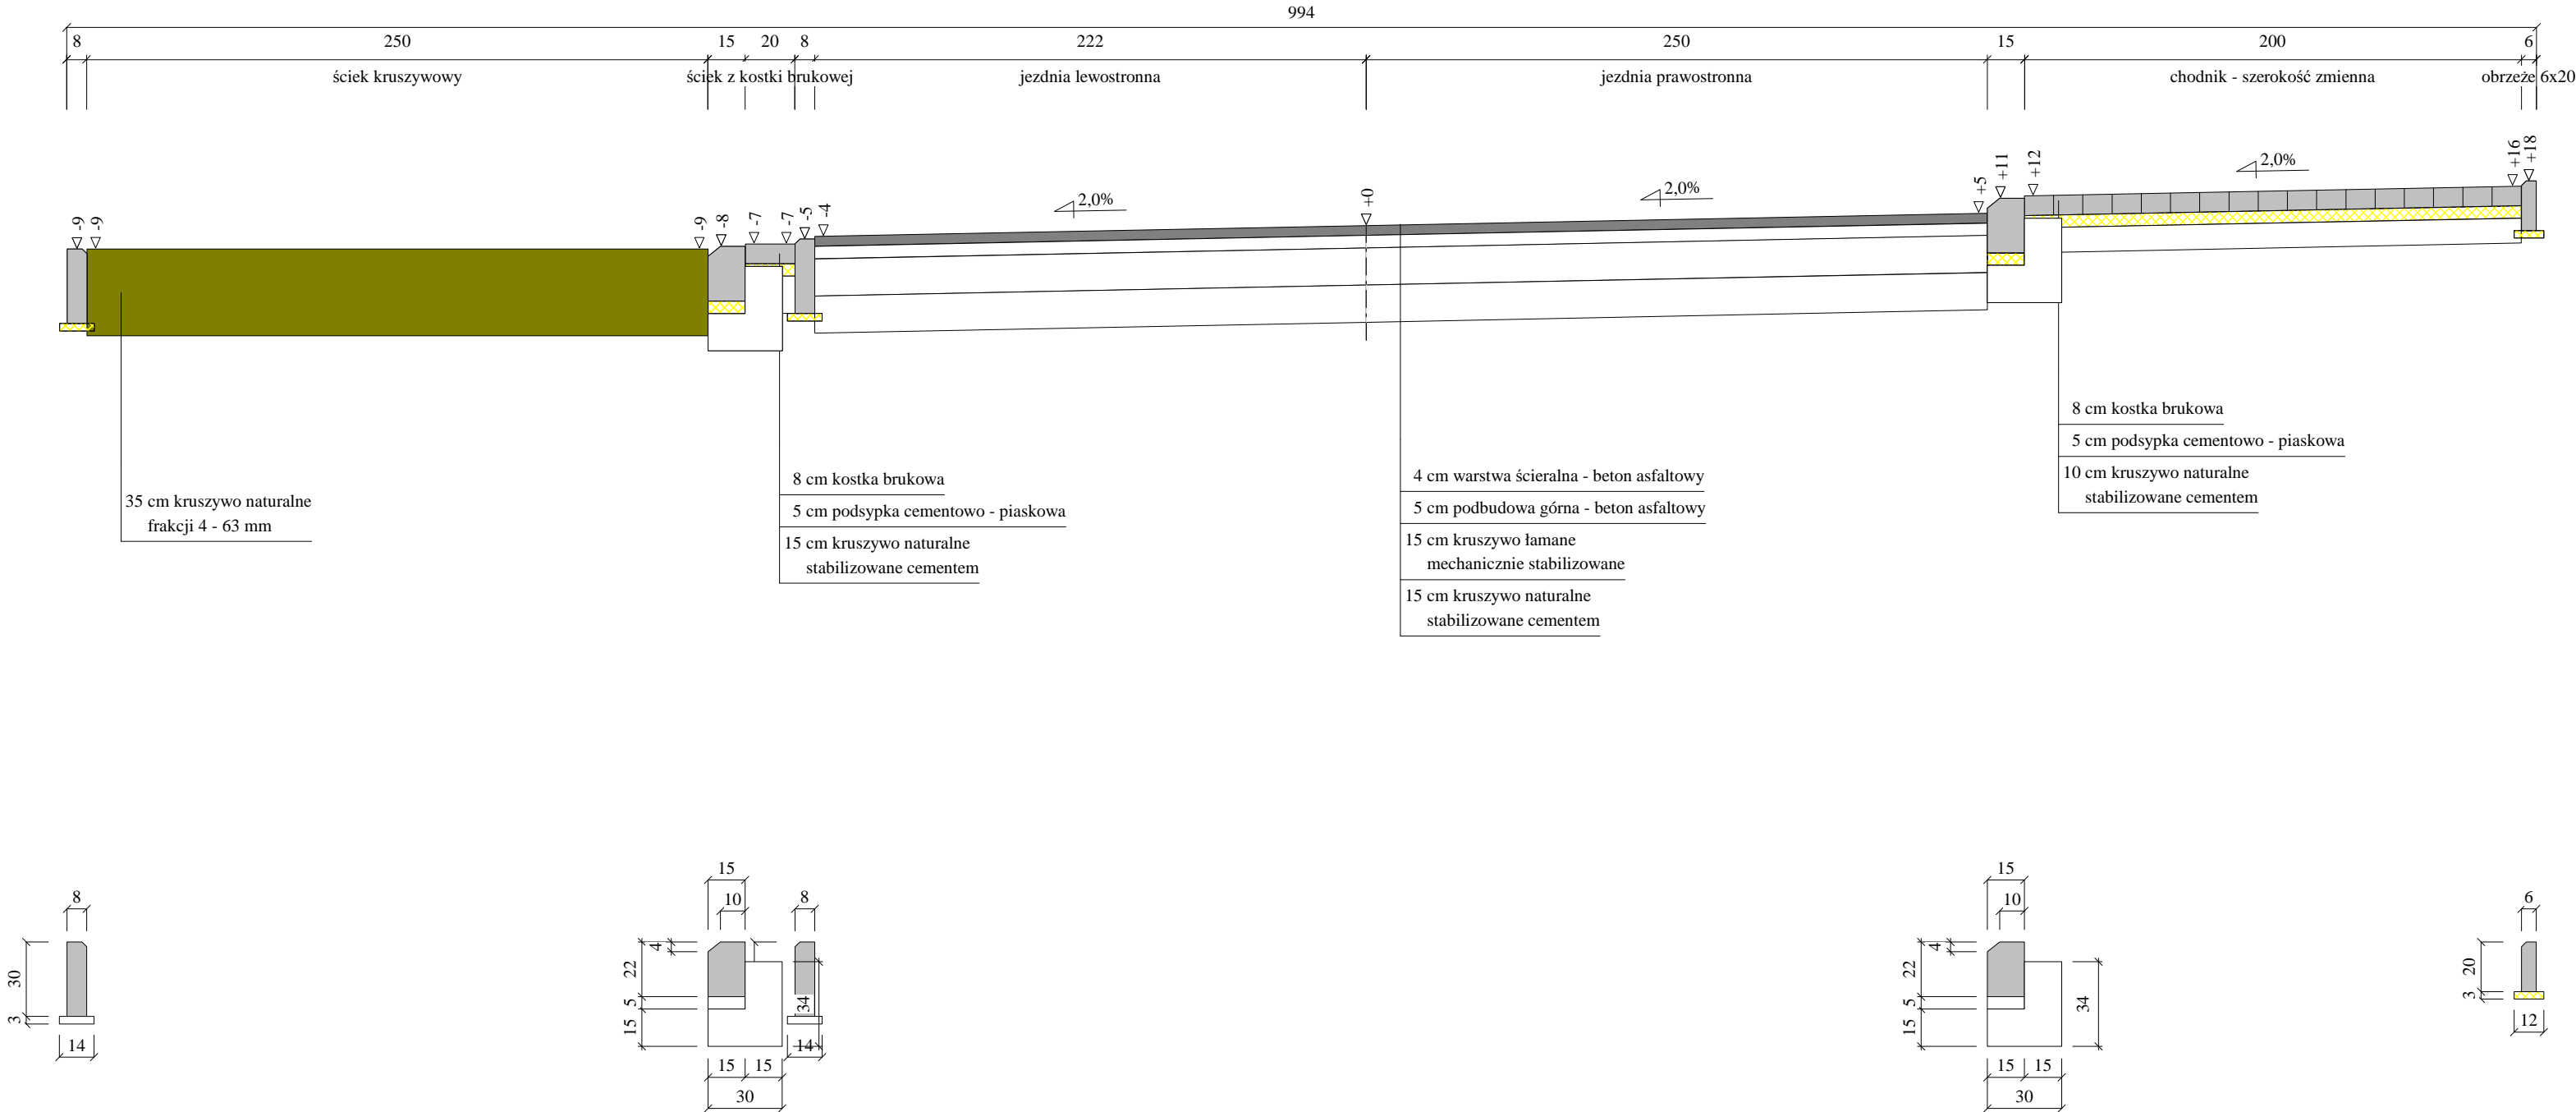 994
8 250 15 20 8 222 250 15 200 6
ściek kruszywowy ściek z kostki brukowej jezdnia lewostronna jezdnia prawostronna chodnik - szerokość zmienna obrzeże 6x20
-9 -9 -9 -8 -7 -7 -5 -4 +0 +5 +11 +12 +16 +18
2,0% 2,0% 2,0%
35 cm kruszywo naturalne
frakcji 4 - 63 mm
8 cm kostka brukowa
5 cm podsypka cementowo - piaskowa
15 cm kruszywo naturalne
stabilizowane cementem
4 cm warstwa ścieralna - beton asfaltowy
5 cm podbudowa górna - beton asfaltowy
15 cm kruszywo łamane
mechanicznie stabilizowane
15 cm kruszywo naturalne
stabilizowane cementem
8 cm kostka brukowa
5 cm podsypka cementowo - piaskowa
10 cm kruszywo naturalne
stabilizowane cementem
8
30
3
14
15
10
4
22
5
15
15 15
30
8
34
14
15
10
4
22
5
15
34
15 15
30
6
20
3
12